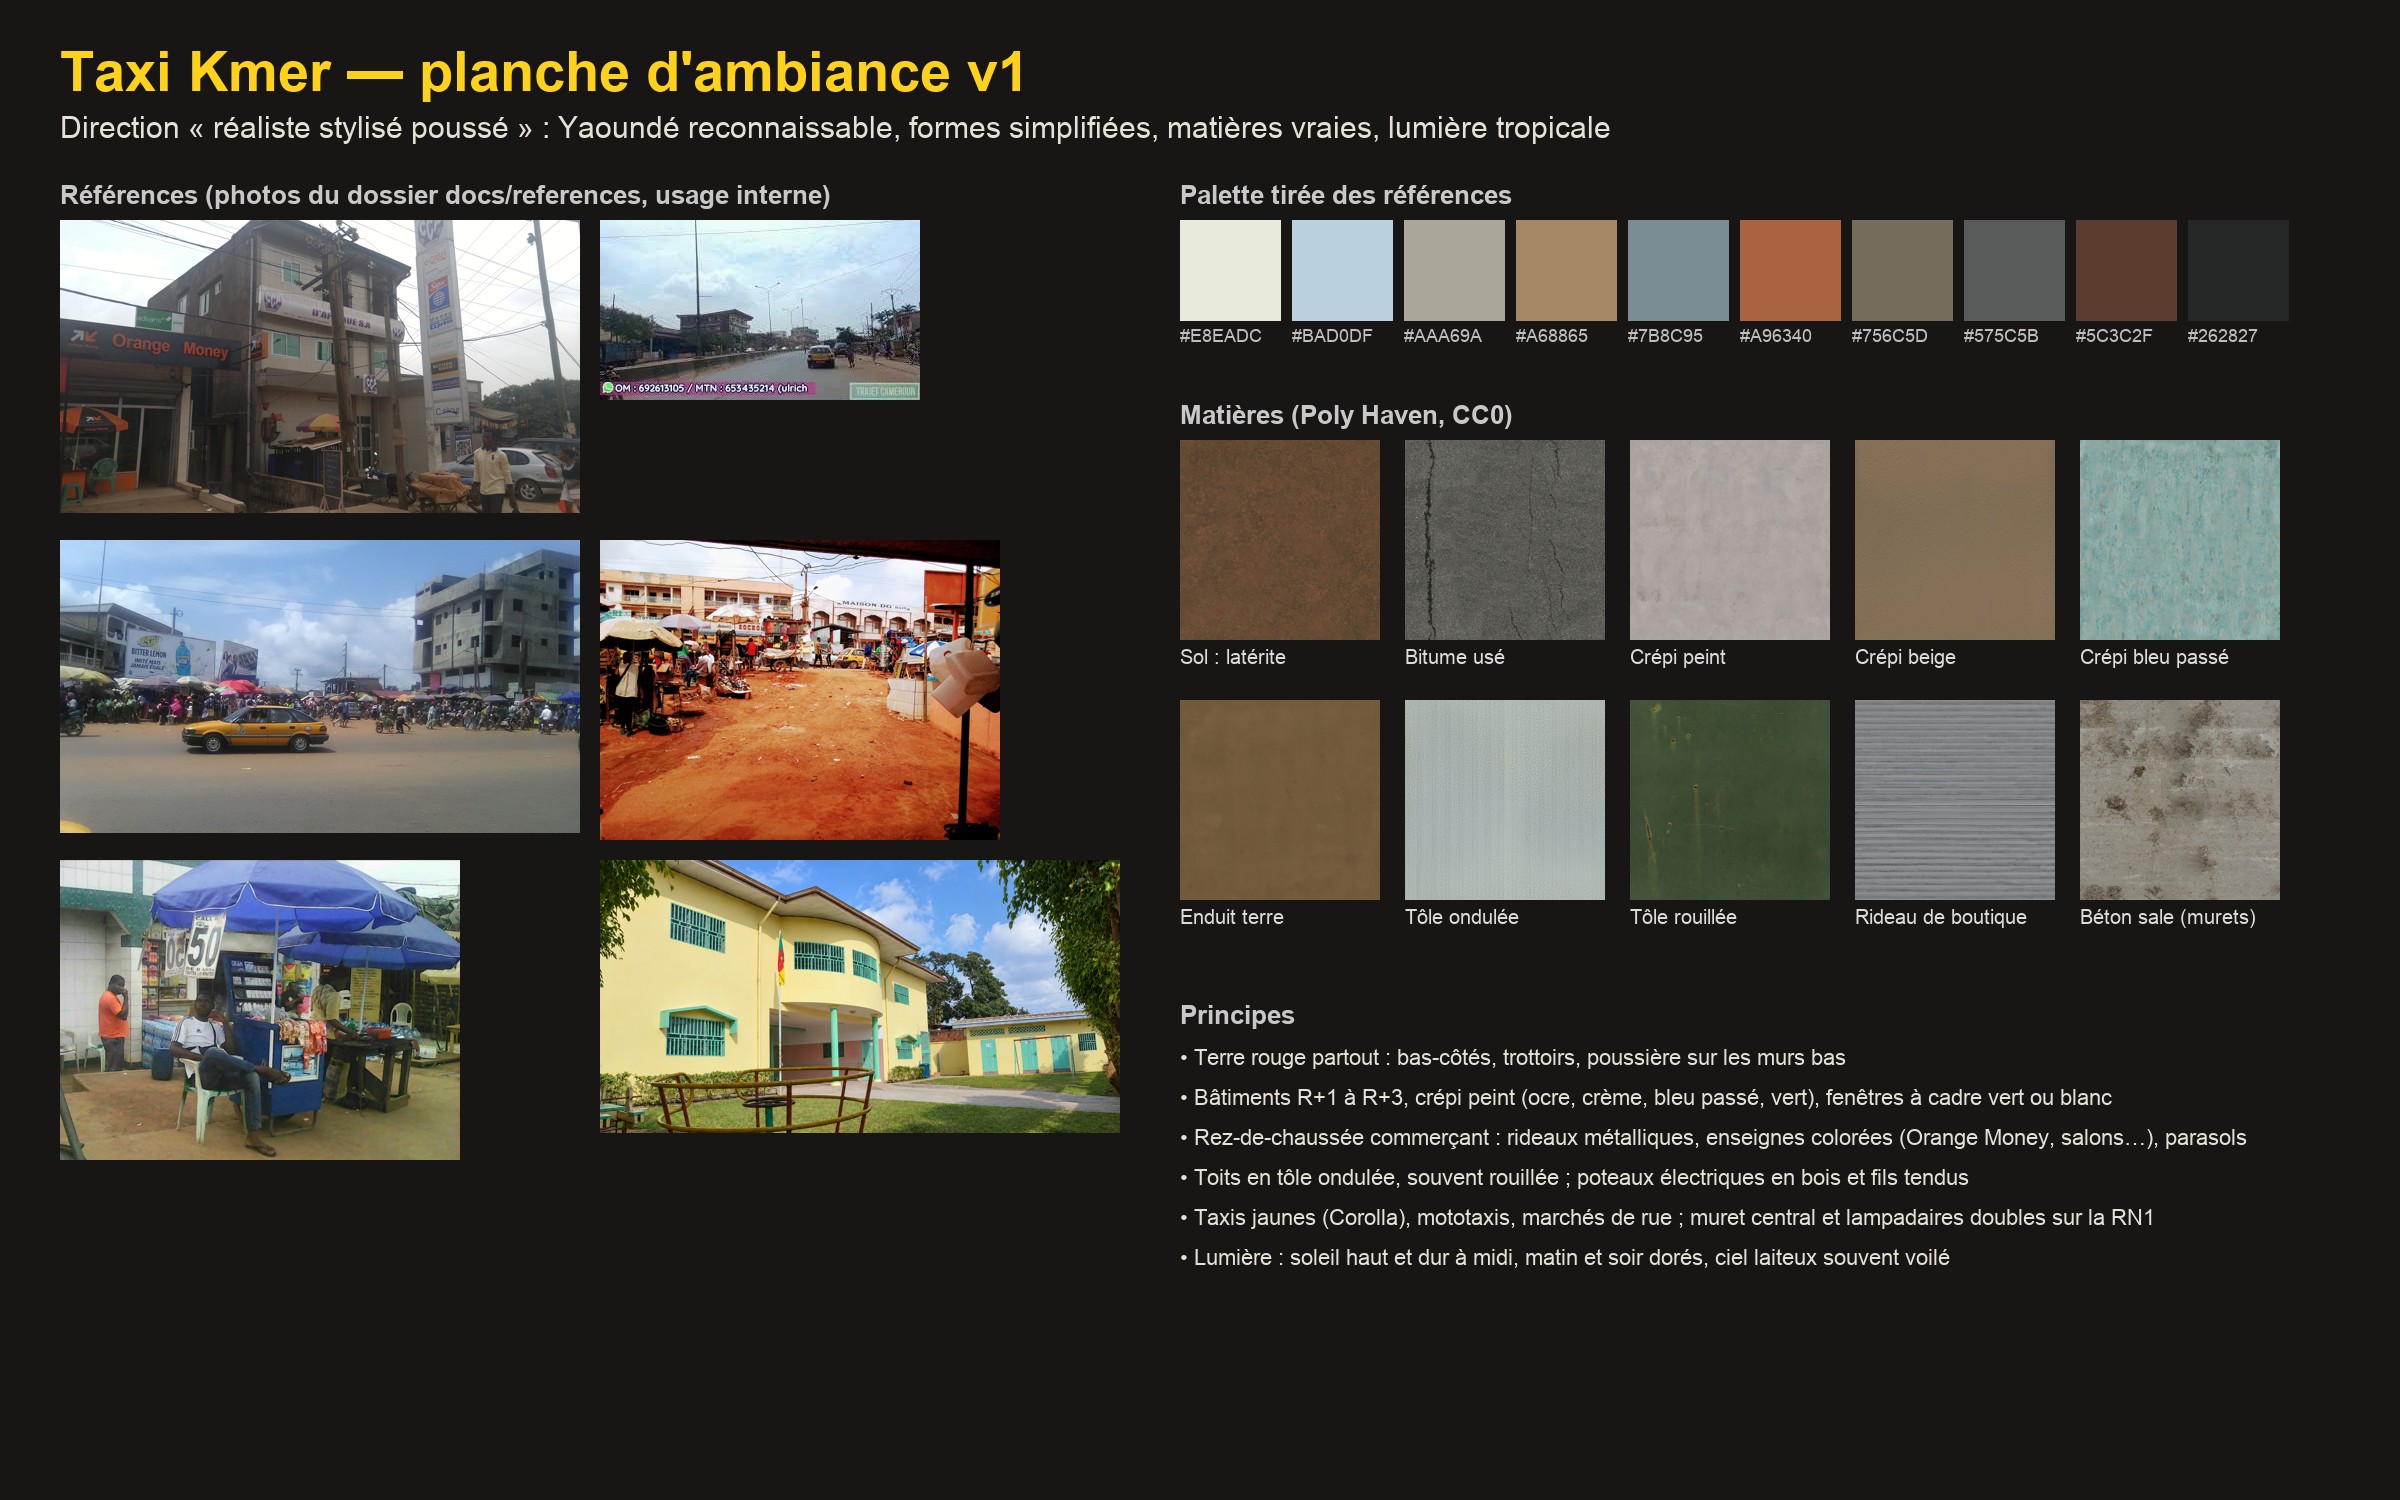 Taxi Kmer — planche d'ambiance v1
Direction « réaliste stylisé poussé » : Yaoundé reconnaissable, formes simplifiées, matières vraies, lumière tropicale
Références (photos du dossier docs/references, usage interne)
Orange Money
D'AFRIQUE S.A
OM : 692613105 / MTN : 653435214 (ulrich
TRAJET CAMEROUN
BITTER LEMON
MAISON DG
50
Palette tirée des références
#E8EADC #BAD0DF #AAA69A #A68865 #7B8C95 #A96340 #756C5D #575C5B #5C3C2F #262827
Matières (Poly Haven, CC0)
Sol : latérite Bitume usé Crépi peint Crépi beige Crépi bleu passé
Enduit terre Tôle ondulée Tôle rouillée Rideau de boutique Béton sale (murets)
Principes
• Terre rouge partout : bas-côtés, trottoirs, poussière sur les murs bas
• Bâtiments R+1 à R+3, crépi peint (ocre, crème, bleu passé, vert), fenêtres à cadre vert ou blanc
• Rez-de-chaussée commerçant : rideaux métalliques, enseignes colorées (Orange Money, salons…), parasols
• Toits en tôle ondulée, souvent rouillée ; poteaux électriques en bois et fils tendus
• Taxis jaunes (Corolla), mototaxis, marchés de rue ; muret central et lampadaires doubles sur la RN1
• Lumière : soleil haut et dur à midi, matin et soir dorés, ciel laiteux souvent voilé